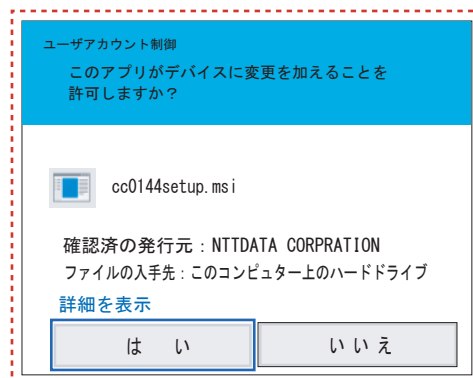 ユーザアカウント制御
このアプリがデバイスに変更を加えることを
許可しますか？
cc0144setup.msi
確認済の発行元：NTTDATA CORPRATION
ファイルの入手先：このコンピューター上のハードドライブ
詳細を表示
は　い
い い え